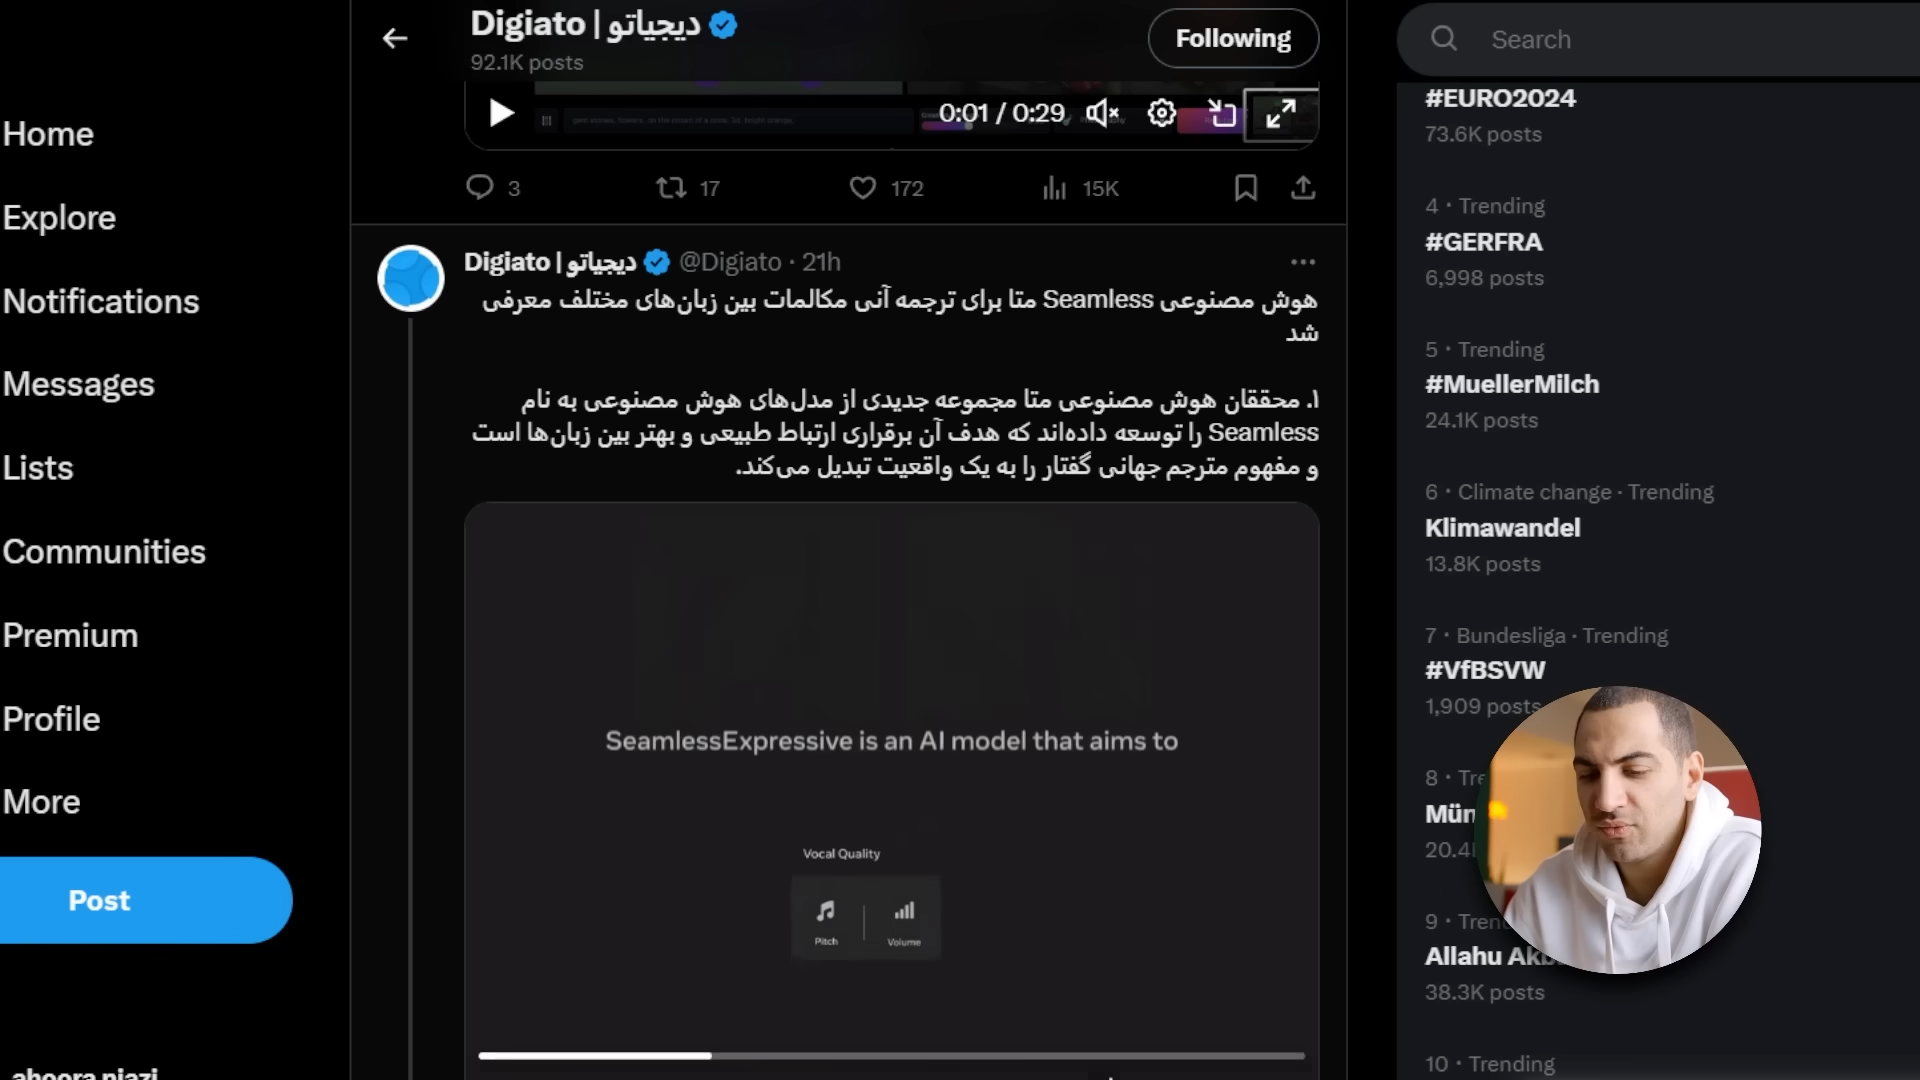 Digiato | دیجیاتو
92.1K posts
Following
Search
0:01 / 0:29
3
17
172
15K
Home
Explore
Notifications
Messages
Lists
Communities
Premium
Profile
More
Post
ahoora niazi
Digiato | دیجیاتو @Digiato · 21h
هوش مصنوعی Seamless متا برای ترجمه آنی مکالمات بین زبان‌های مختلف معرفی
شد
۱. محققان هوش مصنوعی متا مجموعه جدیدی از مدل‌های هوش مصنوعی به نام
Seamless را توسعه داده‌اند که هدف آن برقراری ارتباط طبیعی و بهتر بین زبان‌ها است
و مفهوم مترجم جهانی گفتار را به یک واقعیت تبدیل می‌کند.
SeamlessExpressive is an AI model that aims to
Vocal Quality
Pitch
Volume
#EURO2024
73.6K posts
4 · Trending
#GERFRA
6,998 posts
5 · Trending
#MuellerMilch
24.1K posts
6 · Climate change · Trending
Klimawandel
13.8K posts
7 · Bundesliga · Trending
#VfBSVW
1,909 posts
8 ·
9 ·
Allahu
38.3K posts
10 · Trending